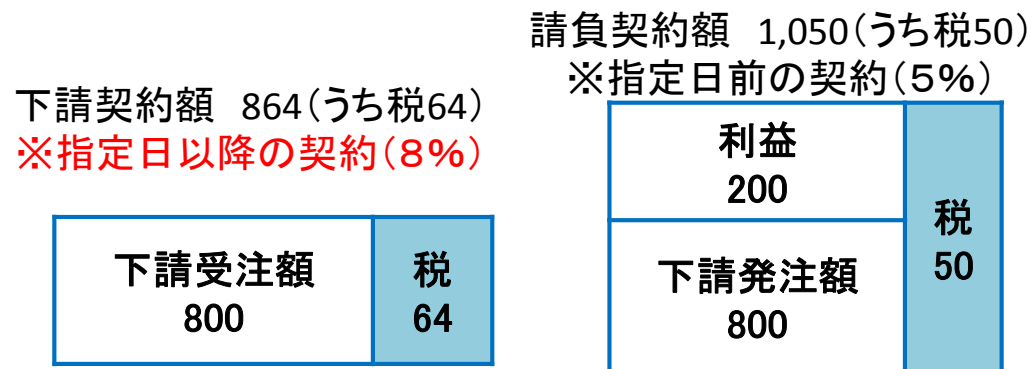 下請契約額　864（うち税64）
※指定日以降の契約（８％）
下請受注額
800
税
64
請負契約額　1,050（うち税50）
※指定日前の契約（５％）
利益
200
下請発注額
800
税
50